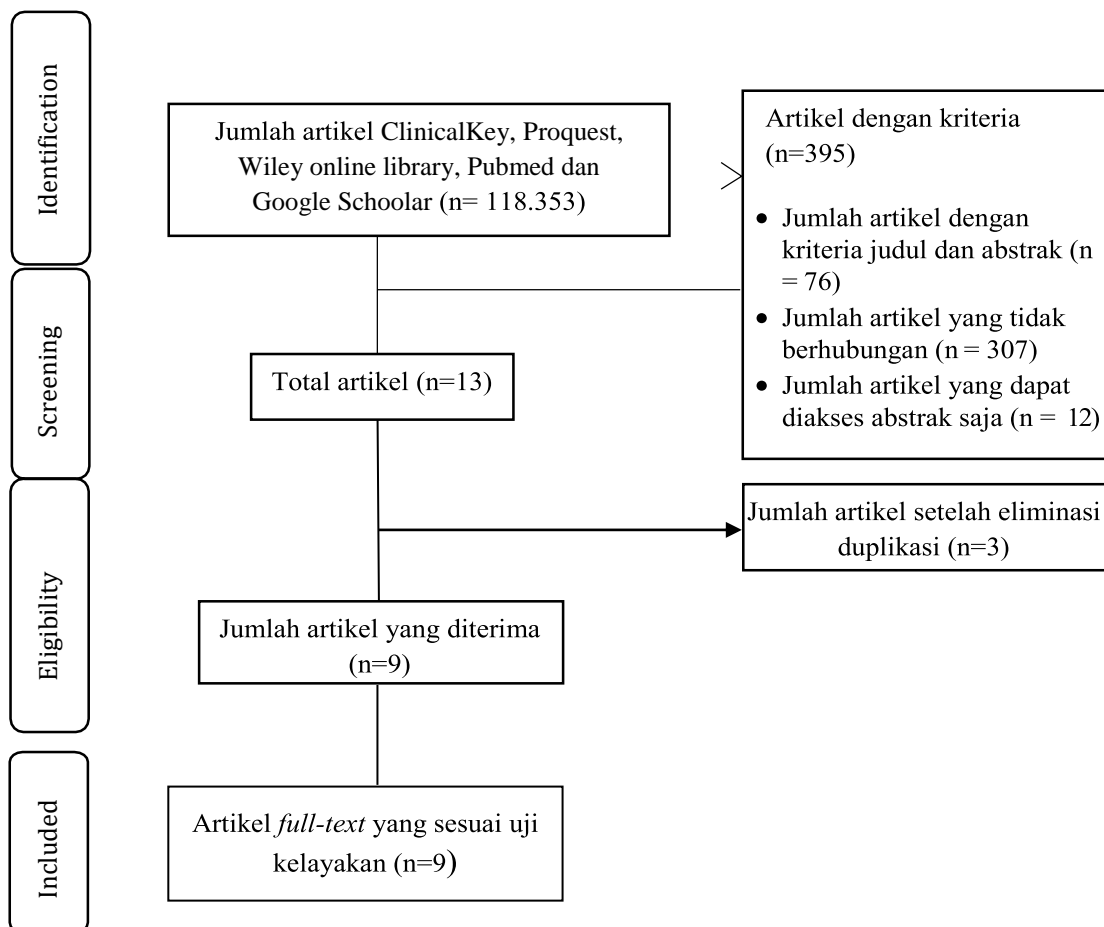 Identification
Jumlah artikel ClinicalKey, Proquest,
Wiley online library, Pubmed dan
Google Schoolar (n= 118.353)
Artikel dengan kriteria
(n=395)
• Jumlah artikel dengan
kriteria judul dan abstrak (n
= 76)
• Jumlah artikel yang tidak
berhubungan (n = 307)
• Jumlah artikel yang dapat
diakses abstrak saja (n = 12)
Screening
Total artikel (n=13)
Jumlah artikel setelah eliminasi
duplikasi (n=3)
Eligibility
Jumlah artikel yang diterima
(n=9)
Included
Artikel full-text yang sesuai uji
kelayakan (n=9)